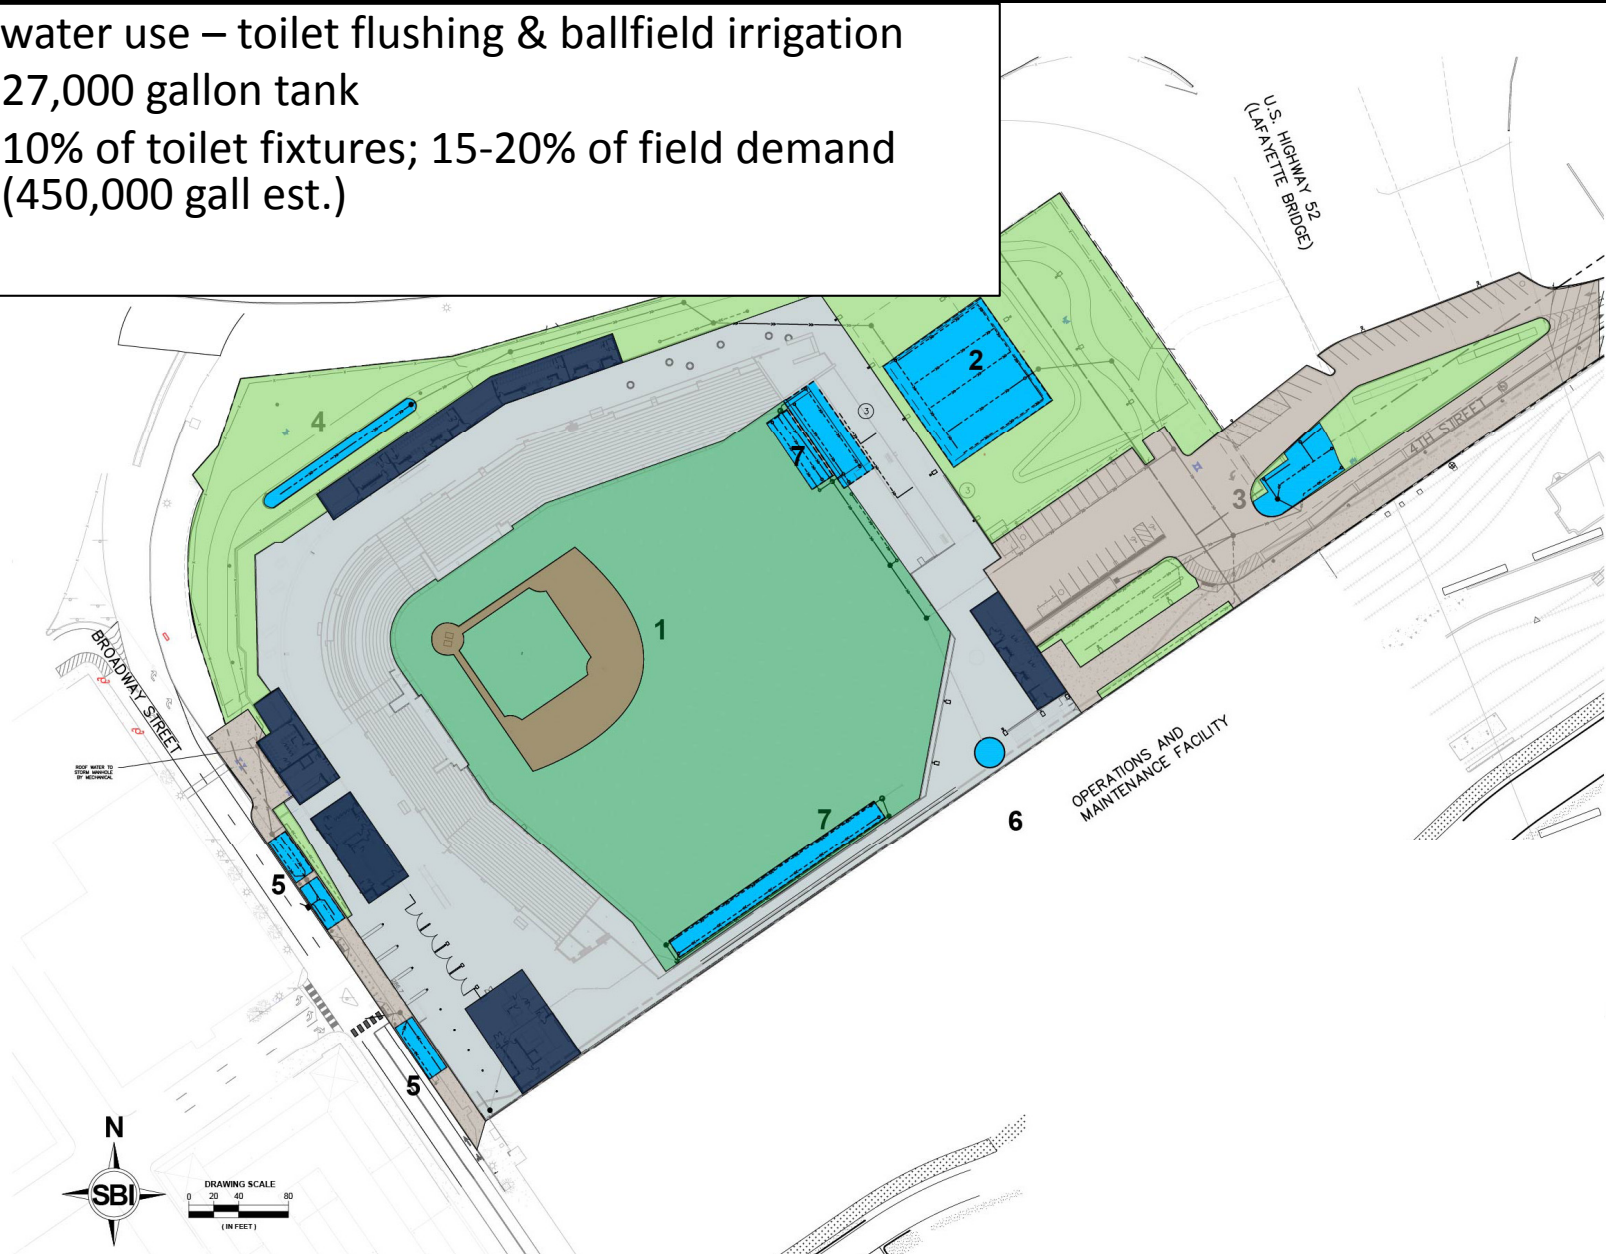 water use – toilet flushing & ballfield irrigation
27,000 gallon tank
10% of toilet fixtures; 15-20% of field demand
(450,000 gall est.)
U.S. HIGHWAY 52
(LAFAYETTE BRIDGE)
2
4
3
7
3
4TH STREET
3
1
BROADWAY STREET
ROOF WATER TO
STORM MANHOLE
BY MECHANICAL
OPERATIONS AND
MAINTENANCE FACILITY
7
6
5
5
N
SBI
DRAWING SCALE
0 20 40 80
( IN FEET )